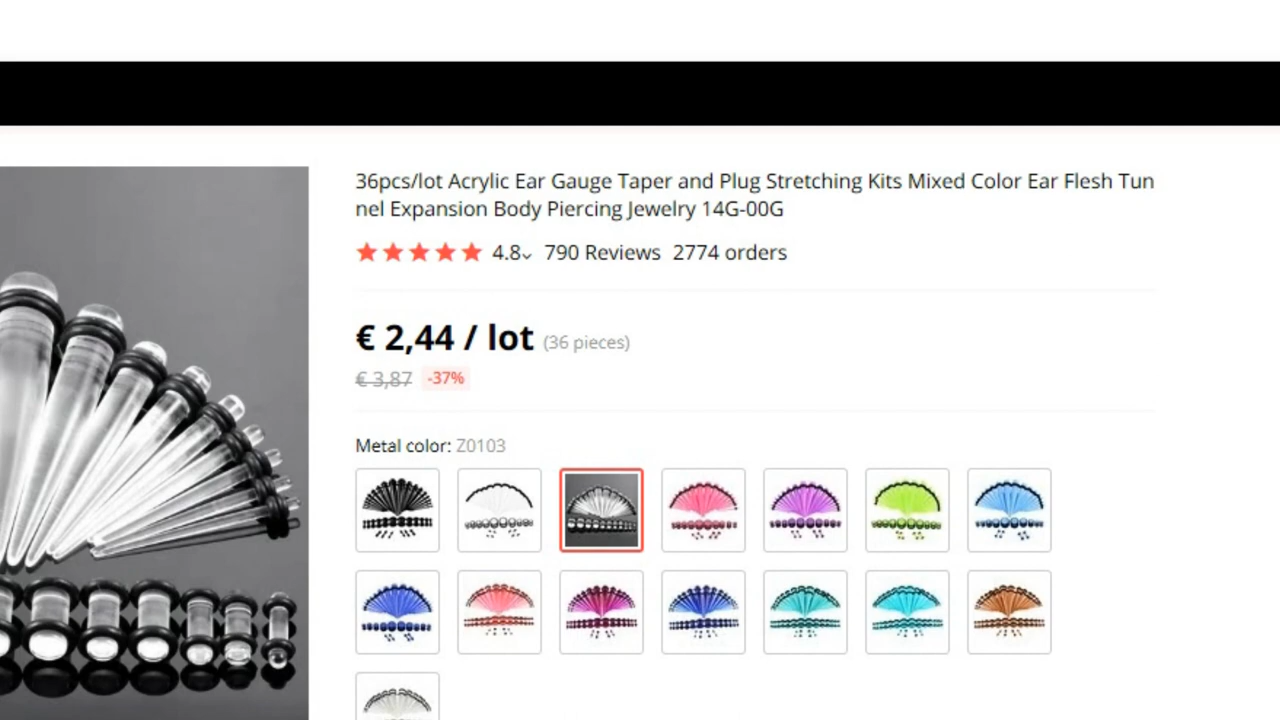 36pcs/lot Acrylic Ear Gauge Taper and Plug Stretching Kits Mixed Color Ear Flesh Tun
nel Expansion Body Piercing Jewelry 14G-00G
4.8 790 Reviews 2774 orders
€ 2,44 / lot (36 pieces)
€ 3,87 -37%
Metal color: Z0103